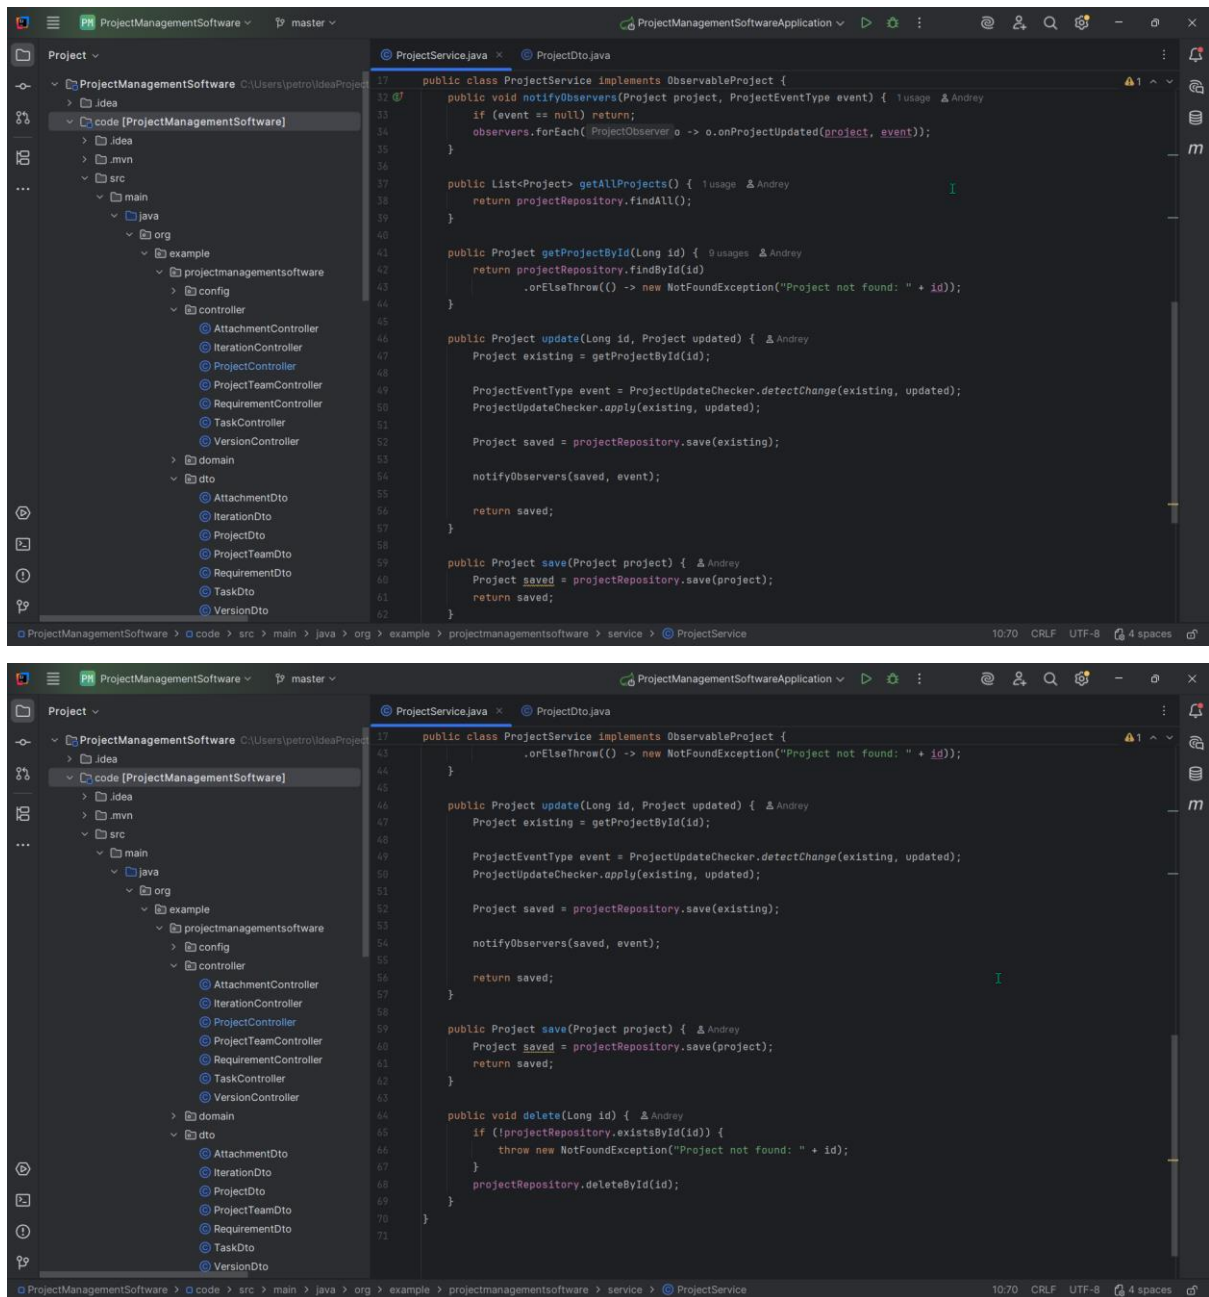 PM ProjectManagementSoftware master ProjectManagementSoftwareApplication
Project ProjectService.java ProjectDto.java
ProjectManagementSoftware C:\Users\petro\IdeaProject
.idea
code [ProjectManagementSoftware]
.idea
.mvn
src
main
java
org
example
projectmanagementsoftware
config
controller
AttachmentController
IterationController
ProjectController
ProjectTeamController
RequirementController
TaskController
VersionController
domain
dto
AttachmentDto
IterationDto
ProjectDto
ProjectTeamDto
RequirementDto
TaskDto
VersionDto
17 public class ProjectService implements ObservableProject { 1
32 public void notifyObservers(Project project, ProjectEventType event) { 1 usage Andrey
33 if (event == null) return;
34 observers.forEach( ProjectObserver o -> o.onProjectUpdated(project, event));
35 }
36
37 public List<Project> getAllProjects() { 1 usage Andrey
38 return projectRepository.findAll();
39 }
40
41 public Project getProjectById(Long id) { 9 usages Andrey
42 return projectRepository.findById(id)
43 .orElseThrow(() -> new NotFoundException("Project not found: " + id));
44 }
45
46 public Project update(Long id, Project updated) { Andrey
47 Project existing = getProjectById(id);
48
49 ProjectEventType event = ProjectUpdateChecker.detectChange(existing, updated);
50 ProjectUpdateChecker.apply(existing, updated);
51
52 Project saved = projectRepository.save(existing);
53
54 notifyObservers(saved, event);
55
56 return saved;
57 }
58
59 public Project save(Project project) { Andrey
60 Project saved = projectRepository.save(project);
61 return saved;
62 }
m
ProjectManagementSoftware > code > src > main > java > org > example > projectmanagementsoftware > service > ProjectService 10:70 CRLF UTF-8 4 spaces
PM ProjectManagementSoftware master ProjectManagementSoftwareApplication
Project ProjectService.java ProjectDto.java
ProjectManagementSoftware C:\Users\petro\IdeaProject
.idea
code [ProjectManagementSoftware]
.idea
.mvn
src
main
java
org
example
projectmanagementsoftware
config
controller
AttachmentController
IterationController
ProjectController
ProjectTeamController
RequirementController
TaskController
VersionController
domain
dto
AttachmentDto
IterationDto
ProjectDto
ProjectTeamDto
RequirementDto
TaskDto
VersionDto
17 public class ProjectService implements ObservableProject { 1
43 .orElseThrow(() -> new NotFoundException("Project not found: " + id));
44 }
45
46 public Project update(Long id, Project updated) { Andrey
47 Project existing = getProjectById(id);
48
49 ProjectEventType event = ProjectUpdateChecker.detectChange(existing, updated);
50 ProjectUpdateChecker.apply(existing, updated);
51
52 Project saved = projectRepository.save(existing);
53
54 notifyObservers(saved, event);
55
56 return saved;
57 }
58
59 public Project save(Project project) { Andrey
60 Project saved = projectRepository.save(project);
61 return saved;
62 }
63
64 public void delete(Long id) { Andrey
65 if (!projectRepository.existsById(id)) {
66 throw new NotFoundException("Project not found: " + id);
67 }
68 projectRepository.deleteById(id);
69 }
70 }
71
m
ProjectManagementSoftware > code > src > main > java > org > example > projectmanagementsoftware > service > ProjectService 10:70 CRLF UTF-8 4 spaces